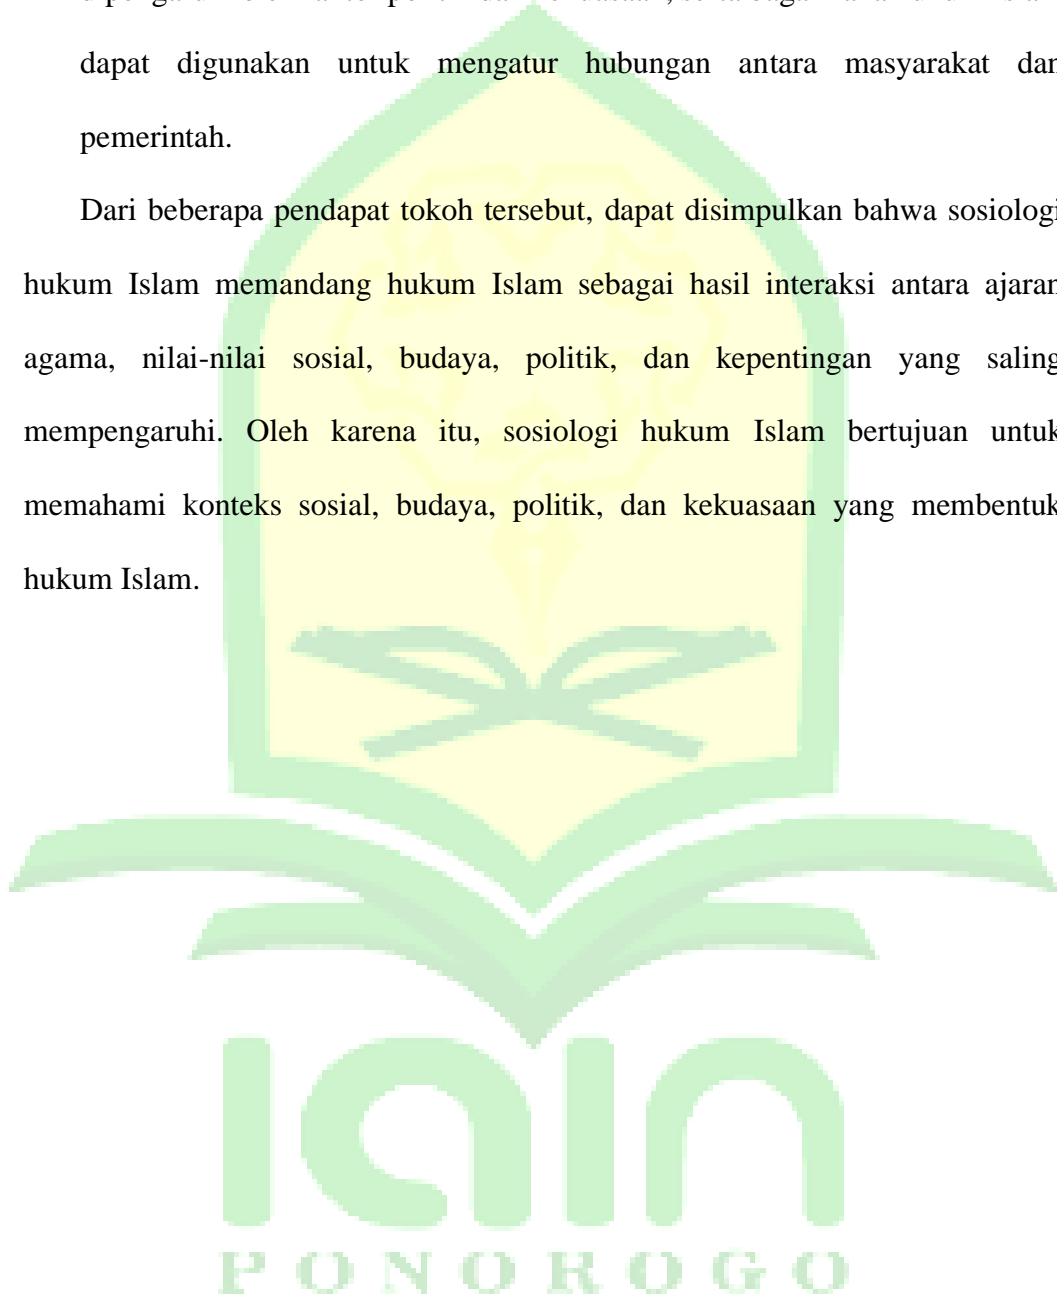 dapat digunakan untuk mengatur hubungan antara masyarakat dan
pemerintah.
Dari beberapa pendapat tokoh tersebut, dapat disimpulkan bahwa sosiologi
hukum Islam memandang hukum Islam sebagai hasil interaksi antara ajaran
agama, nilai-nilai sosial, budaya, politik, dan kepentingan yang saling
mempengaruhi. Oleh karena itu, sosiologi hukum Islam bertujuan untuk
memahami konteks sosial, budaya, politik, dan kekuasaan yang membentuk
hukum Islam.
IAIN
PONOROGO